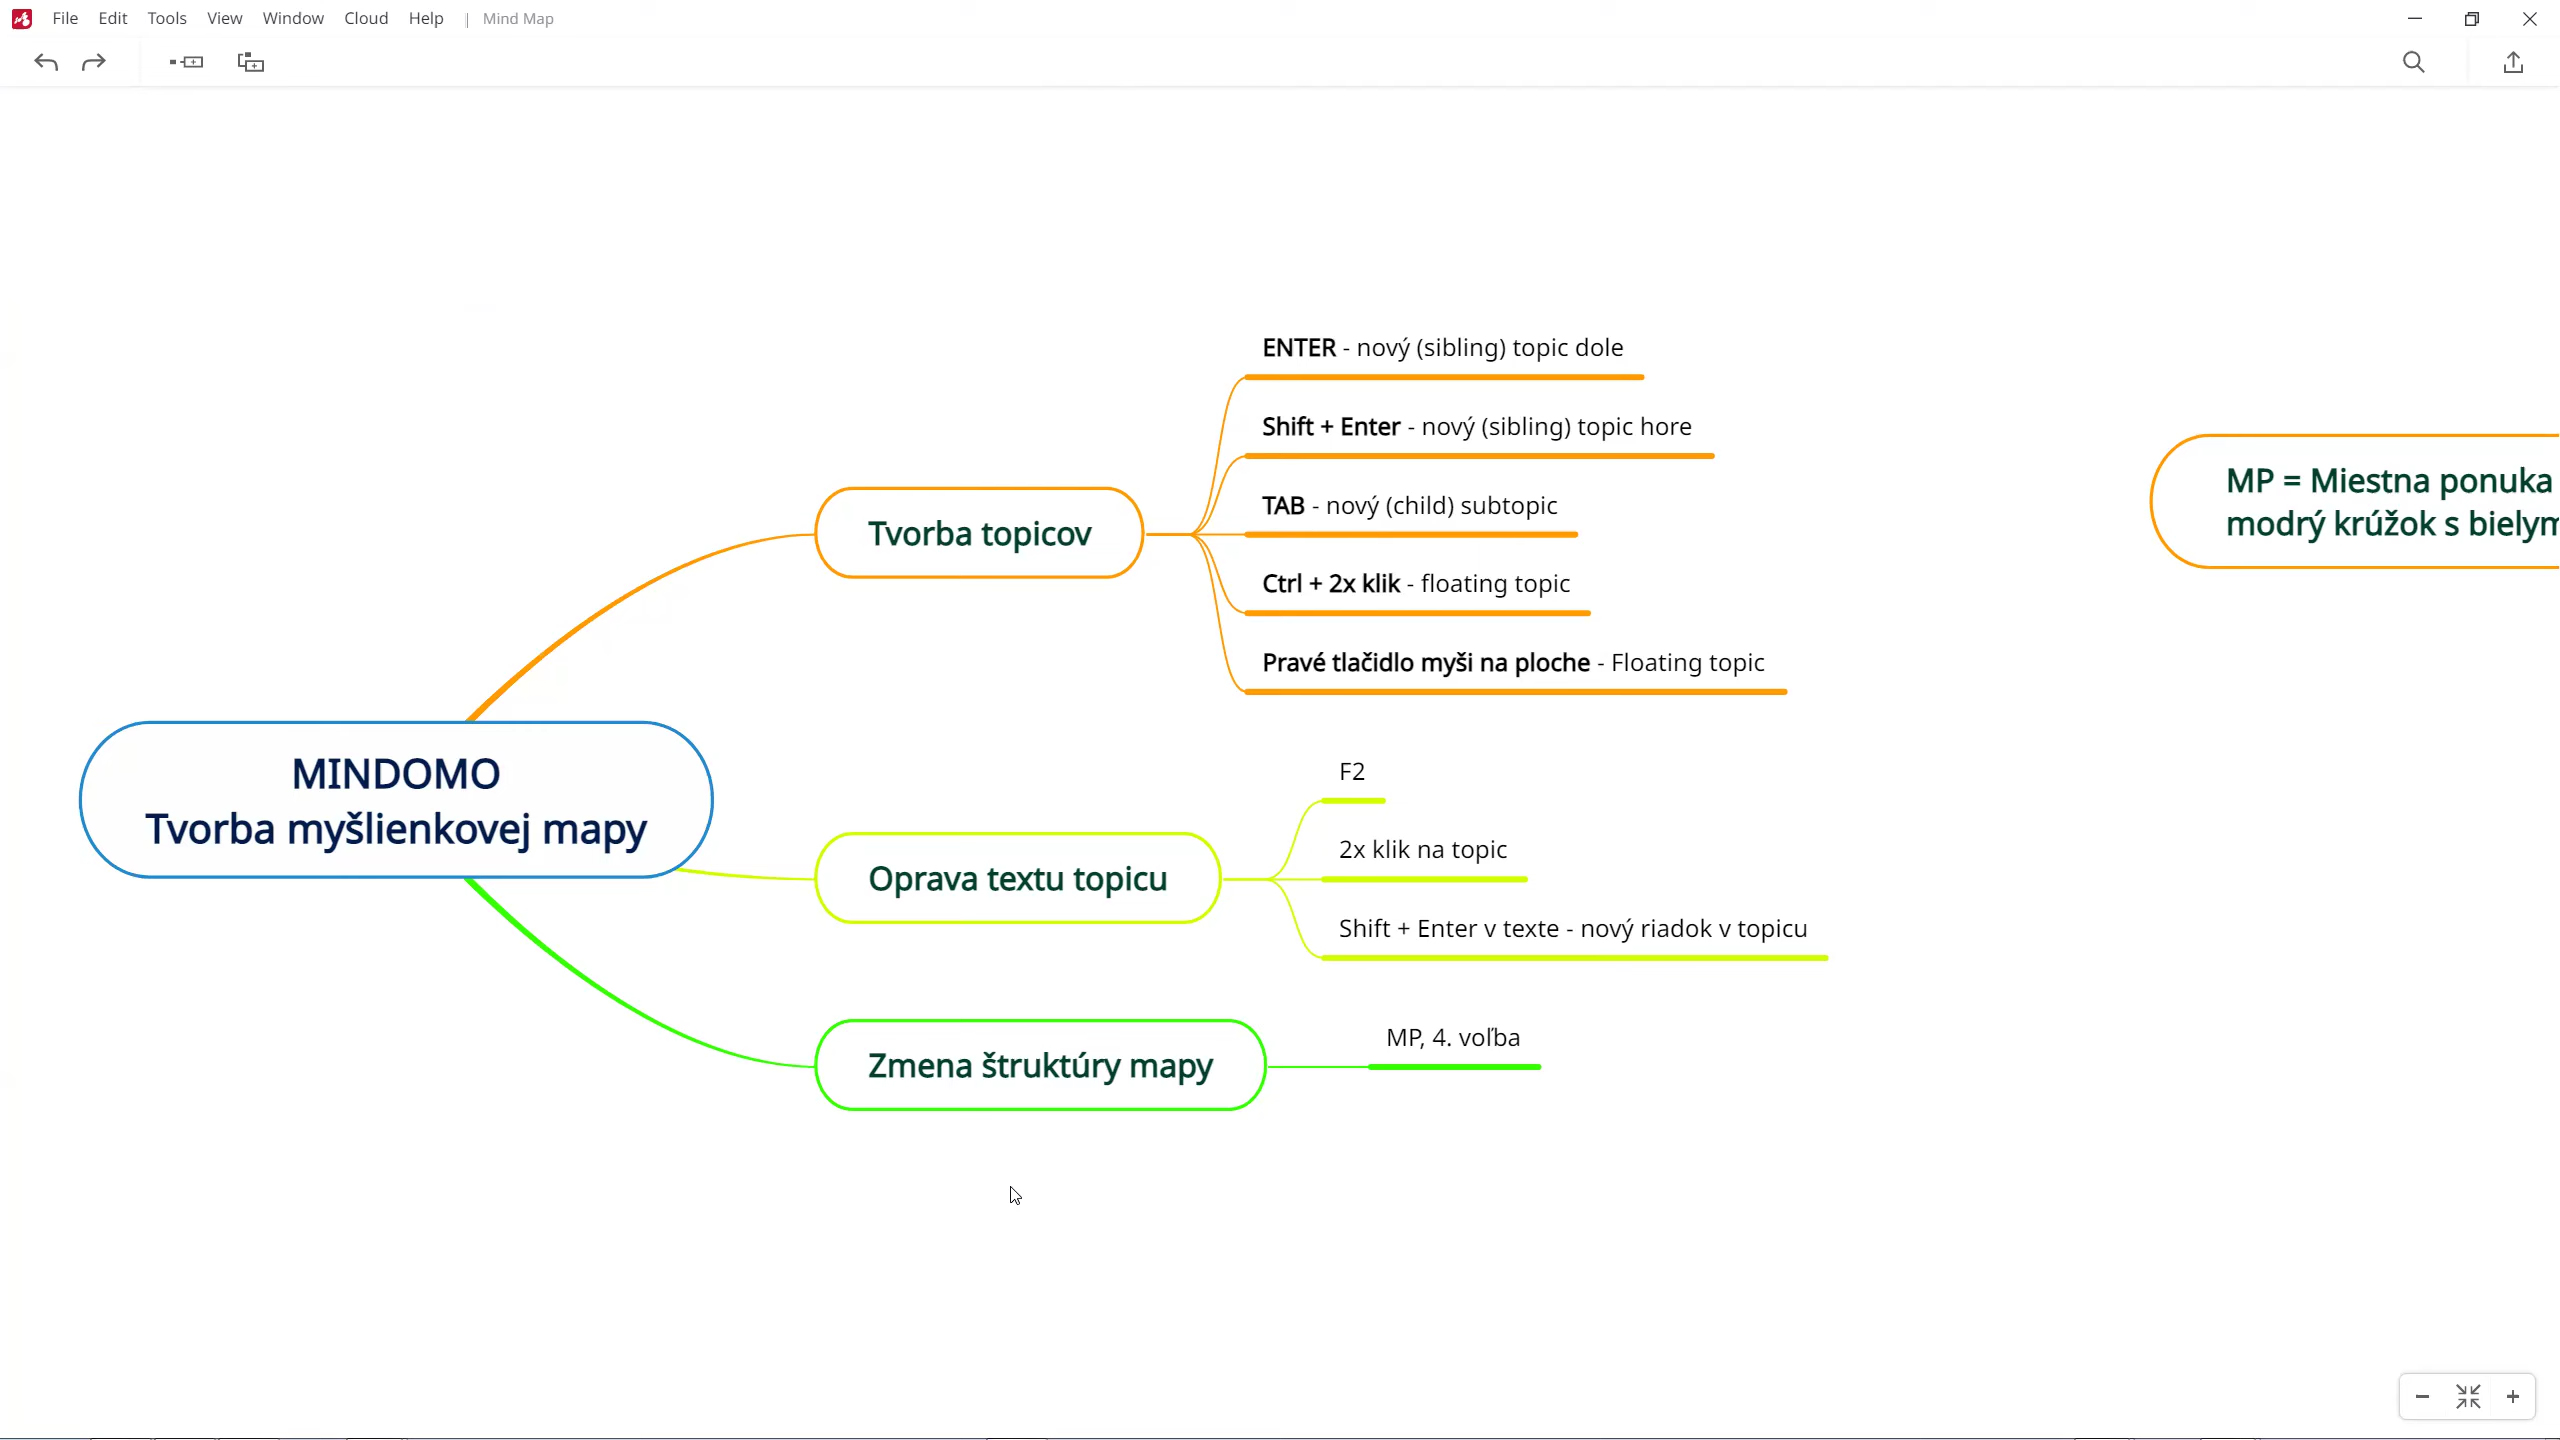 File Edit Tools View Window Cloud Help | Mind Map
ENTER - nový (sibling) topic dole
Shift + Enter - nový (sibling) topic hore
TAB - nový (child) subtopic
Ctrl + 2x klik - floating topic
Pravé tlačidlo myši na ploche - Floating topic
Tvorba topicov
MP = Miestna ponuka
modrý krúžok s bielym
MINDOMO
Tvorba myšlienkovej mapy
F2
2x klik na topic
Shift + Enter v texte - nový riadok v topicu
Oprava textu topicu
Zmena štruktúry mapy
MP, 4. voľba